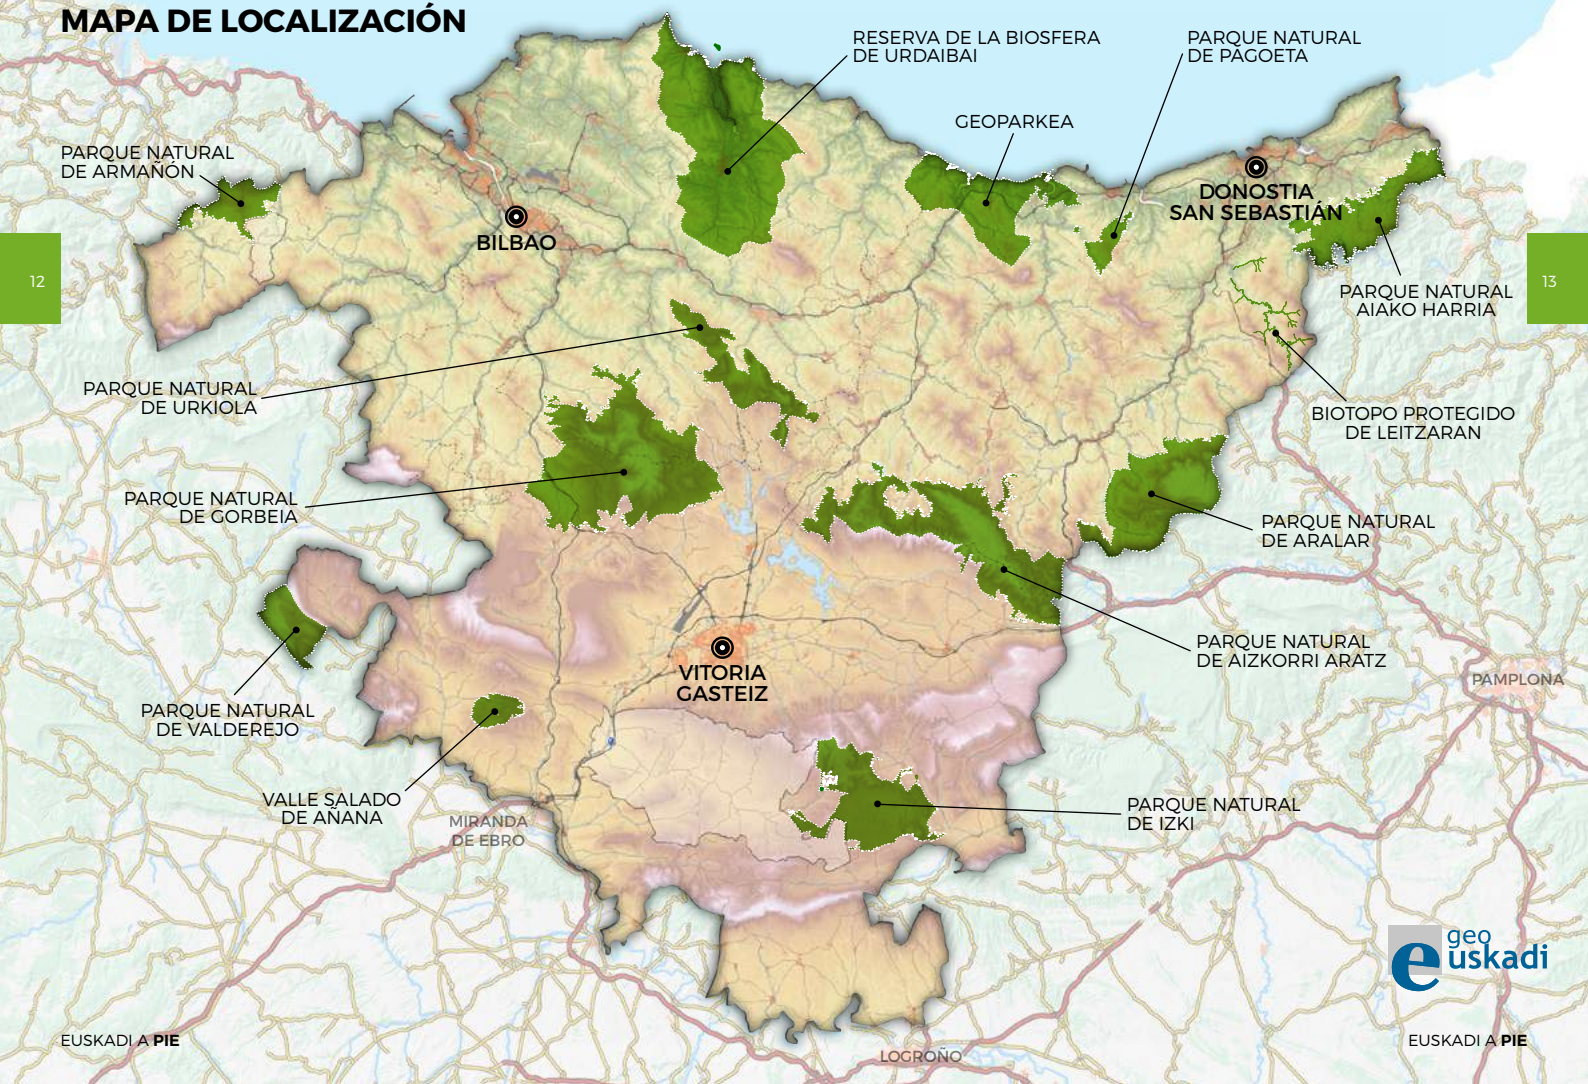 MAPA DE LOCALIZACIÓN
RESERVA DE LA BIOSFERA
DE URDAIBAI
PARQUE NATURAL
DE PAGOETA
GEOPARKEA
PARQUE NATURAL
DE ARMAÑÓN
DONOSTIA
SAN SEBASTIÁN
BILBAO
12
13
PARQUE NATURAL
AIAKO HARRIA
PARQUE NATURAL
DE URKIOLA
BIOTOPO PROTEGIDO
DE LEITZARAN
PARQUE NATURAL
DE GORBEIA
PARQUE NATURAL
DE ARALAR
PARQUE NATURAL
DE AIZKORRI ARATZ
VITORIA
GASTEIZ
PAMPLONA
PARQUE NATURAL
DE VALDEREJO
VALLE SALADO
DE AÑANA
MIRANDA
DE EBRO
PARQUE NATURAL
DE IZKI
geo
euskadi
EUSKADI A PIE
LOGROÑO
EUSKADI A PIE